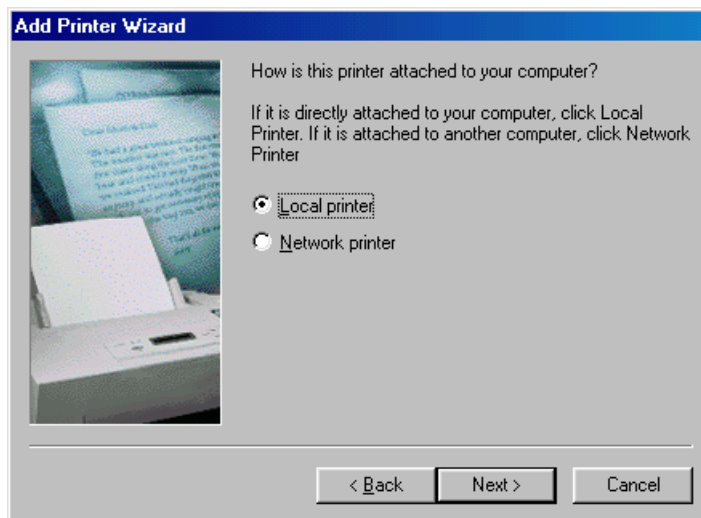 Add Printer Wizard
How is this printer attached to your computer?
If it is directly attached to your computer, click Local
Printer. If it is attached to another computer, click Network
Printer
Local printer
Network printer
< Back
Next >
Cancel